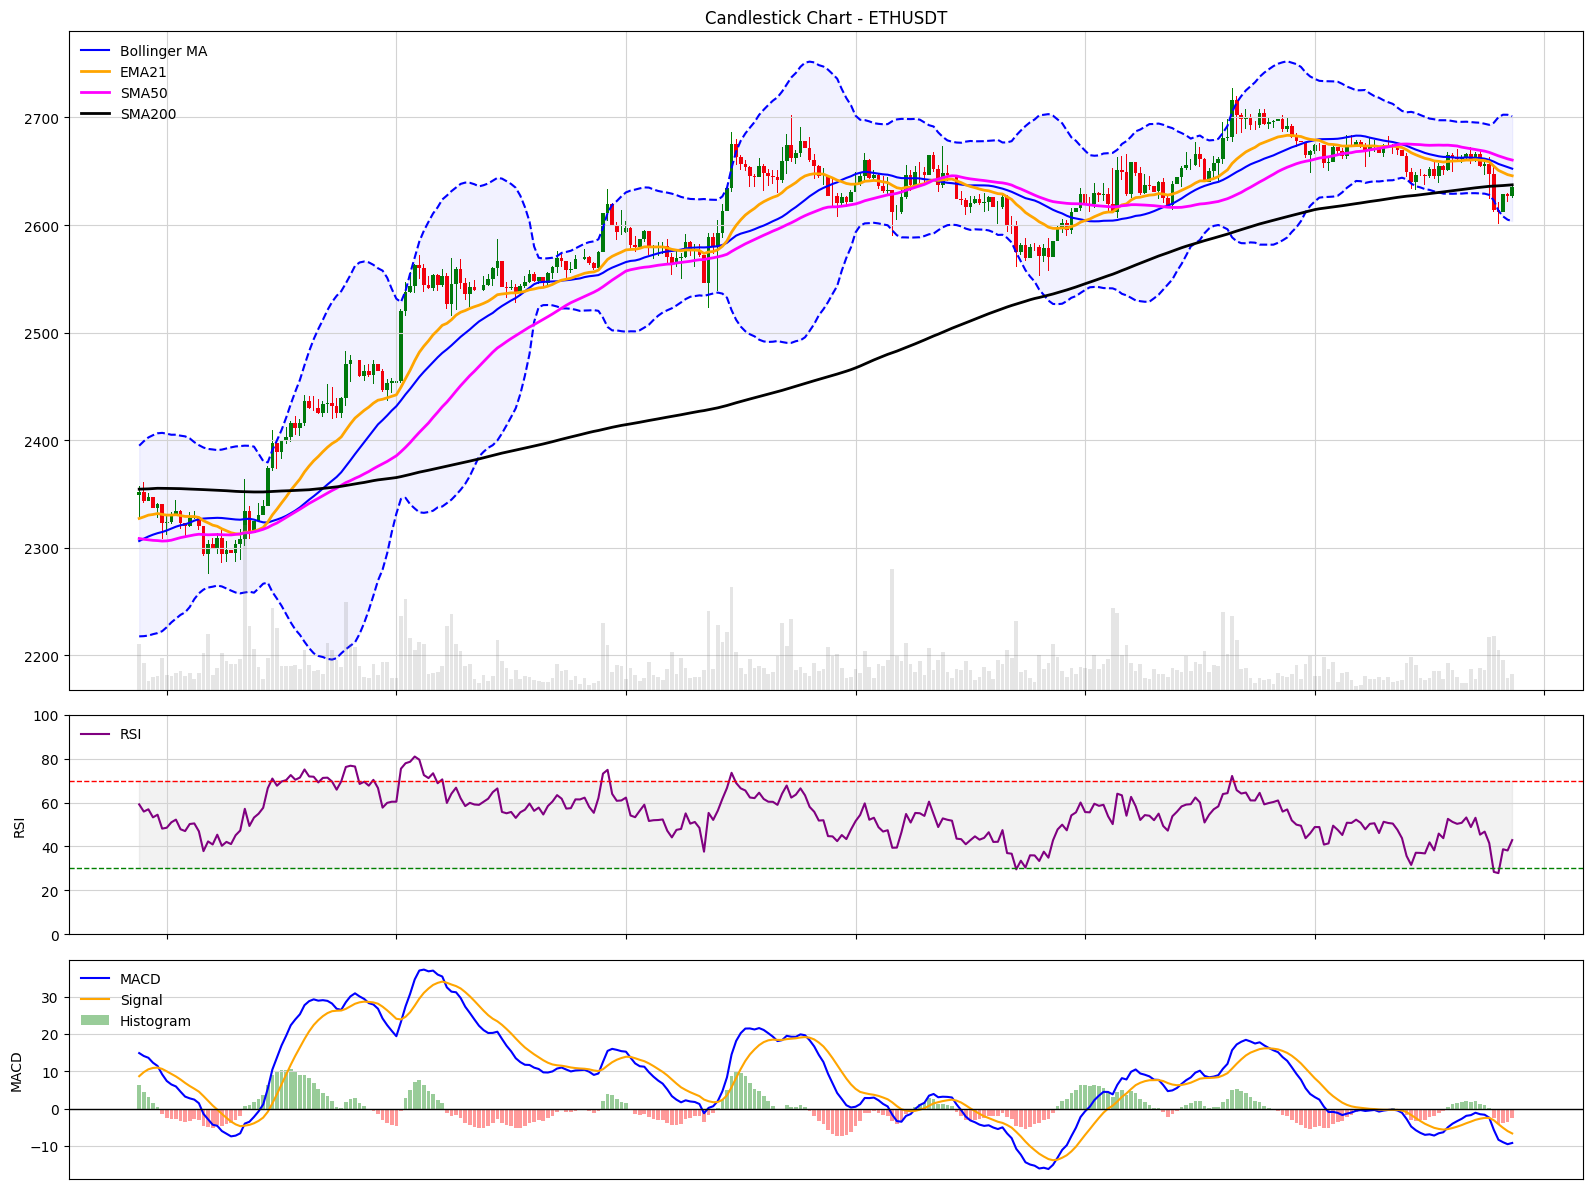 Candlestick Chart - ETHUSDT
Bollinger MA
EMA21
SMA50
SMA200
2700
2600
2500
2400
2300
2200
RSI
100
80
60
40
20
0
RSI
MACD
Signal
Histogram
30
20
10
0
−10
MACD